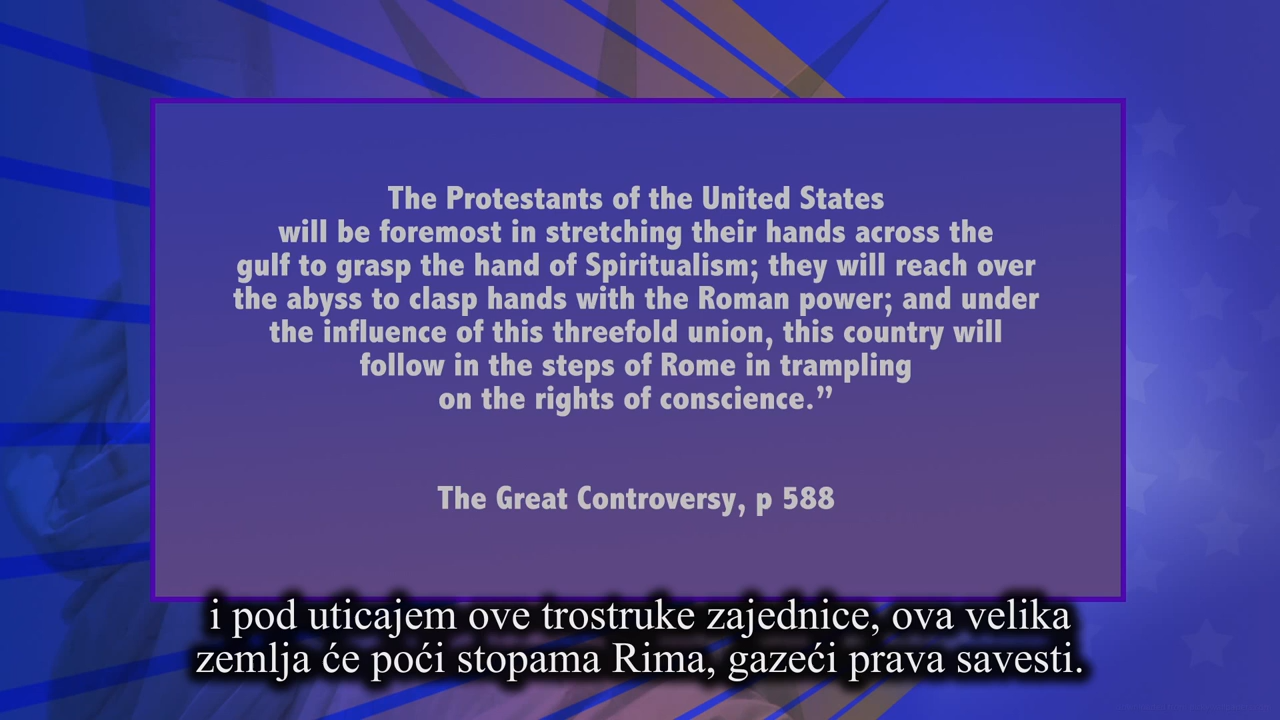 The Protestants of the United States
will be foremost in stretching their hands across the
gulf to grasp the hand of Spiritualism; they will reach over
the abyss to clasp hands with the Roman power; and under
the influence of this threefold union, this country will
follow in the steps of Rome in trampling
on the rights of conscience.”
The Great Controversy, p 588
i pod uticajem ove trostruke zajednice, ova velika
zemlja će poći stopama Rima, gazeći prava savesti.